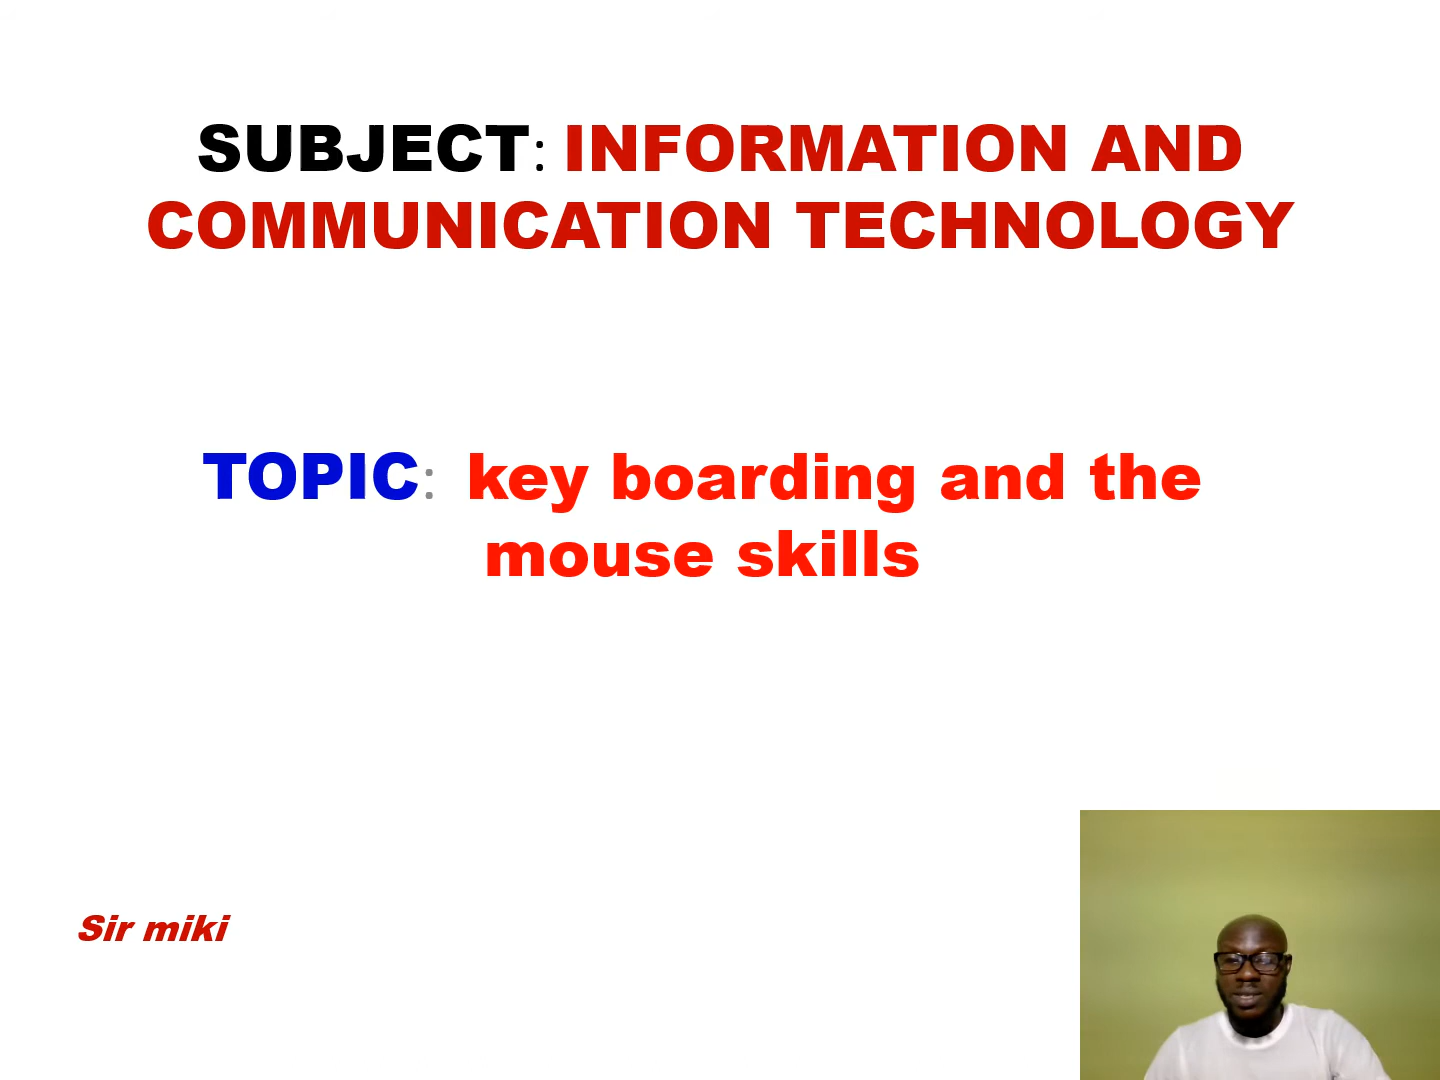 SUBJECT: INFORMATION AND
COMMUNICATION TECHNOLOGY
TOPIC: key boarding and the
mouse skills
Sir miki